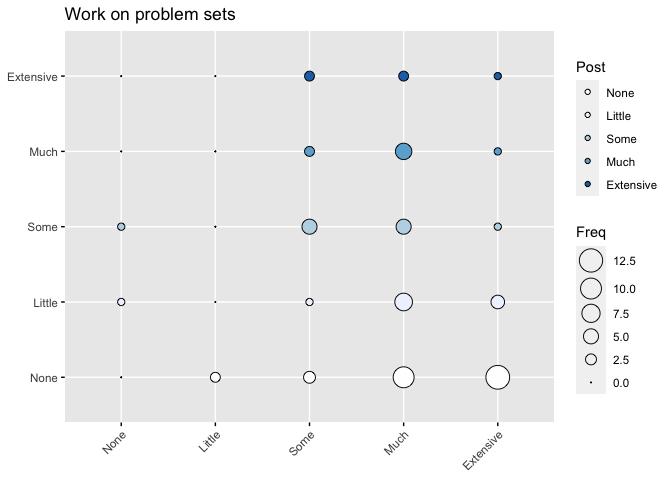 Work on problem sets
Extensive
Much
Some
Little
None
None
Little
Some
Much
Extensive
Post
None
Little
Some
Much
Extensive
Freq
12.5
10.0
7.5
5.0
2.5
0.0